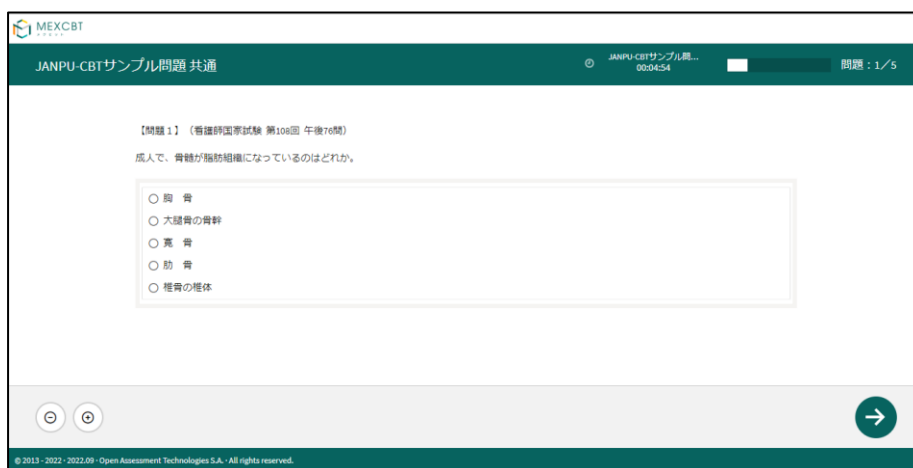 MEXCBT
JANPU-CBTサンプル問題 共通
JANPU-CBTサンプル問...
00:04:54
問題：1／5
【問題１】（看護師国家試験 第108回 午後76問）
成人で、骨髄が脂肪組織になっているのはどれか。
胸　骨
大腿骨の骨幹
寛　骨
肋　骨
椎骨の椎体
© 2013 - 2022 · 2022.09 · Open Assessment Technologies S.A. · All rights reserved.